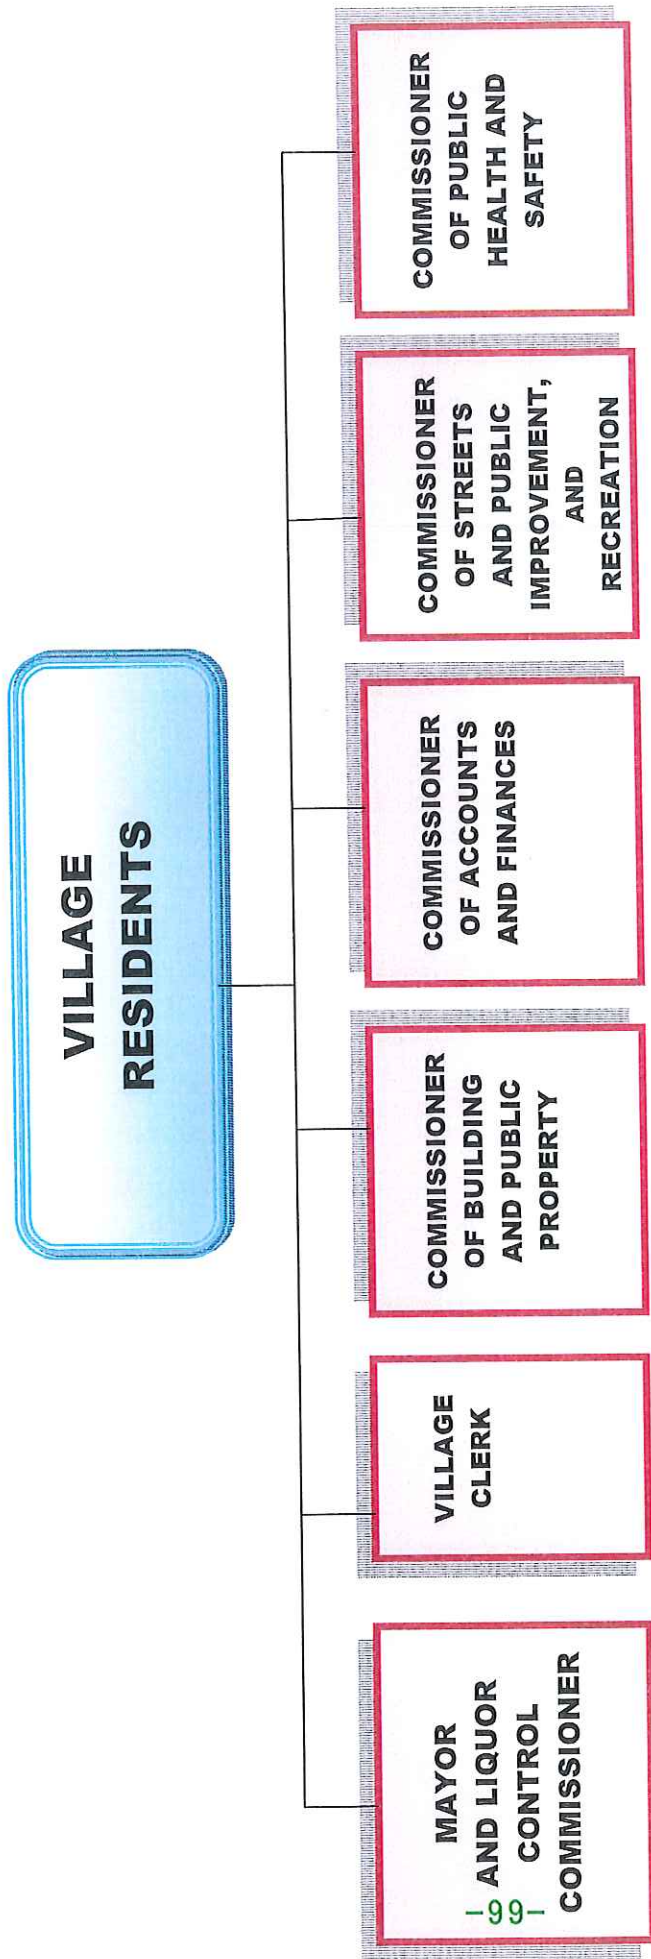 VILLAGE
RESIDENTS
MAYOR
AND LIQUOR
CONTROL
COMMISSIONER
VILLAGE
CLERK
COMMISSIONER
OF BUILDING
AND PUBLIC
PROPERTY
COMMISSIONER
OF ACCOUNTS
AND FINANCES
COMMISSIONER
OF STREETS
AND PUBLIC
IMPROVEMENT,
AND
RECREATION
COMMISSIONER
OF PUBLIC
HEALTH AND
SAFETY
-99-